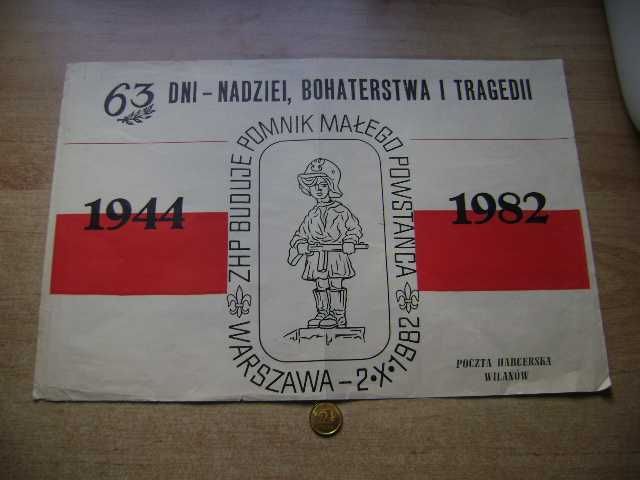 63 DNI - NADZIEI, BOHATERSTWA I TRAGEDII
ZHP BUDUJE POMNIK MAŁEGO POWSTAŃCA
1944
1982
WARSZAWA - 2·X·1982
POCZTA HARCERSKA
WILANÓW